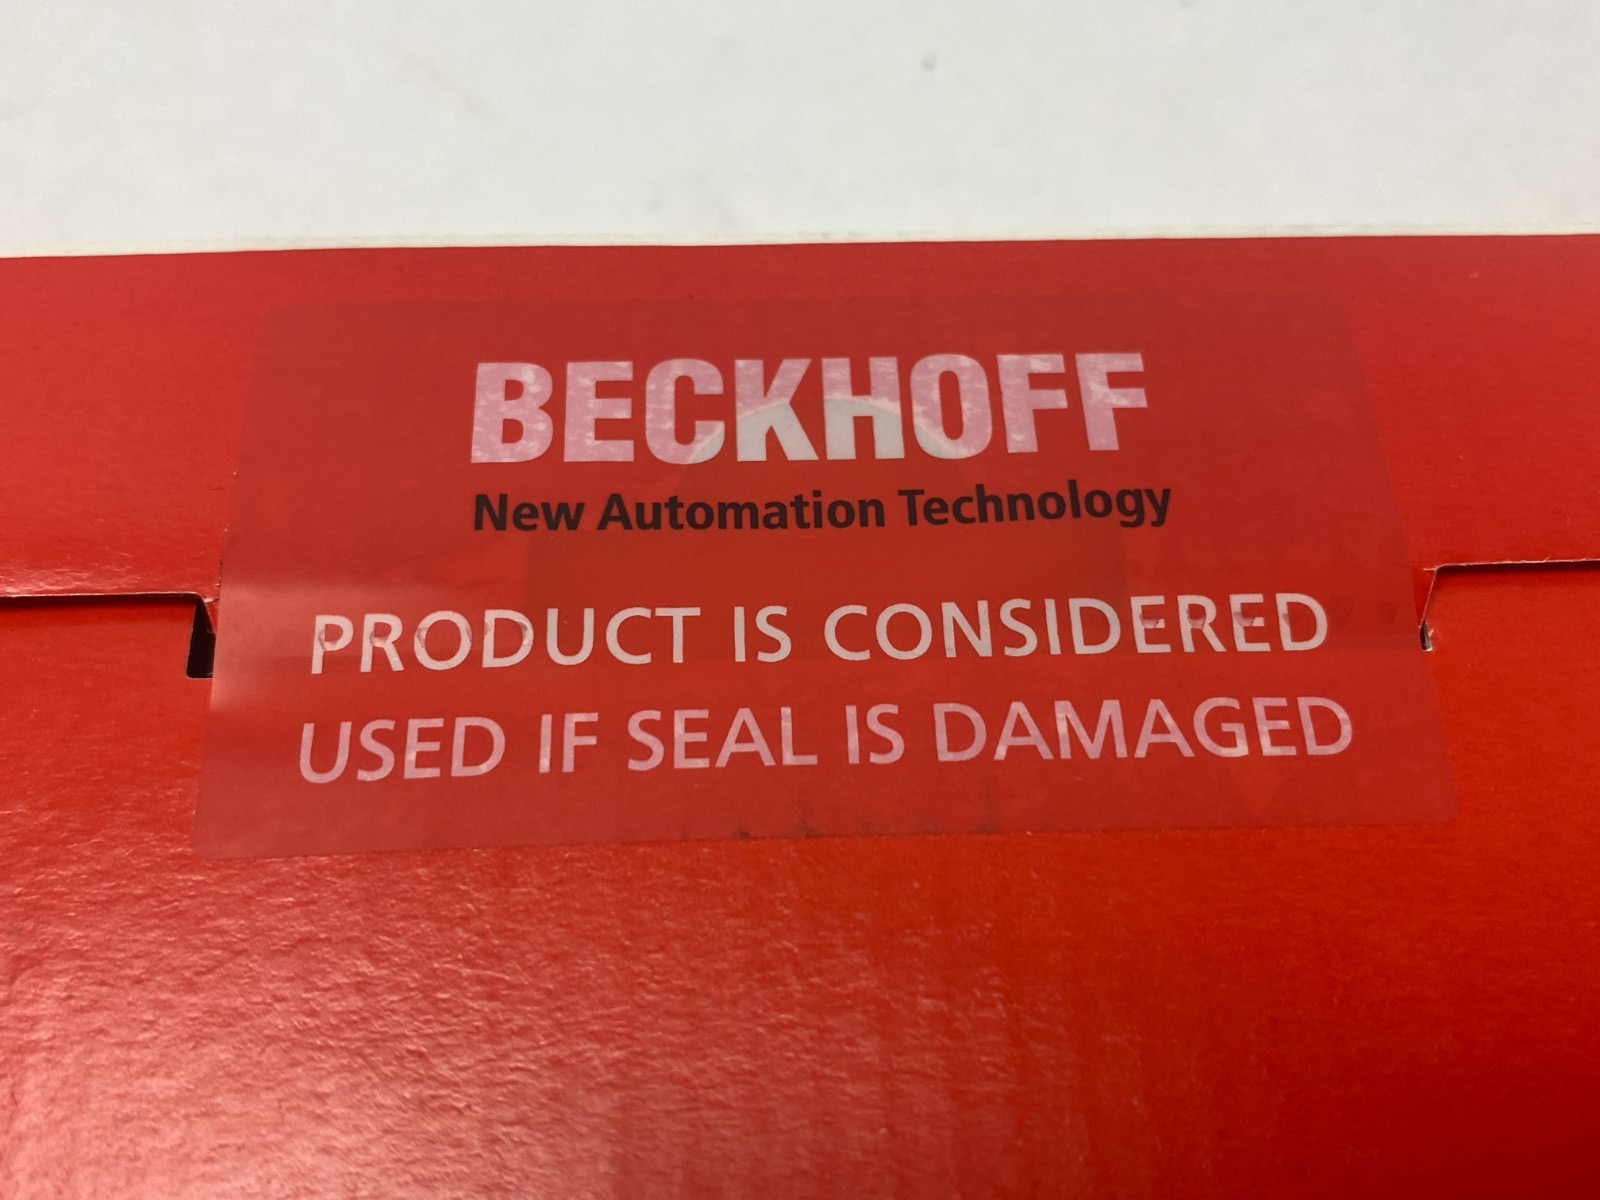 BECKHOFF
New Automation Technology
PRODUCT IS CONSIDERED
USED IF SEAL IS DAMAGED